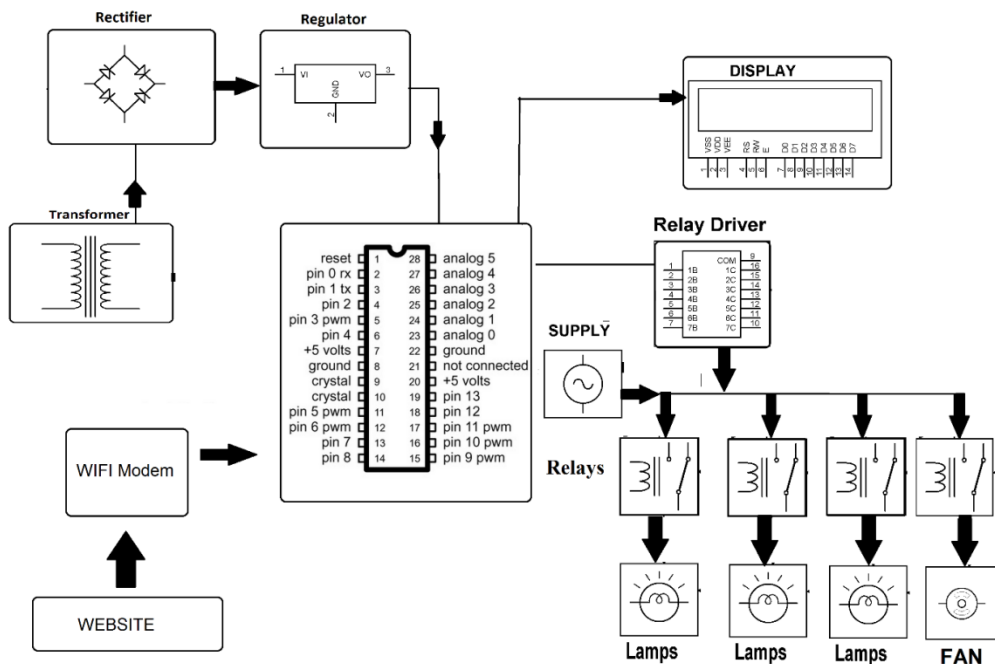 Rectifier
Regulator
1
VI
VO
3
GND
2
DISPLAY
VSS
VDD
VEE
RS
RW
E
D0
D1
D2
D3
D4
D5
D6
D7
1
2
3
4
5
6
7
8
9
10
11
12
13
14
Transformer
reset 1 28 analog 5
pin 0 rx 2 27 analog 4
pin 1 tx 3 26 analog 3
pin 2 4 25 analog 2
pin 3 pwm 5 24 analog 1
pin 4 6 23 analog 0
+5 volts 7 22 ground
ground 8 21 not connected
crystal 9 20 +5 volts
crystal 10 19 pin 13
pin 5 pwm 11 18 pin 12
pin 6 pwm 12 17 pin 11 pwm
pin 7 13 16 pin 10 pwm
pin 8 14 15 pin 9 pwm
Relay Driver
COM 9
1 1B 1C 16
2 2B 2C 15
3 3B 3C 14
4 4B 4C 13
5 5B 5C 12
6 6B 6C 11
7 7B 7C 10
SUPPLY
WIFI Modem
Relays
WEBSITE
Lamps
Lamps
Lamps
FAN